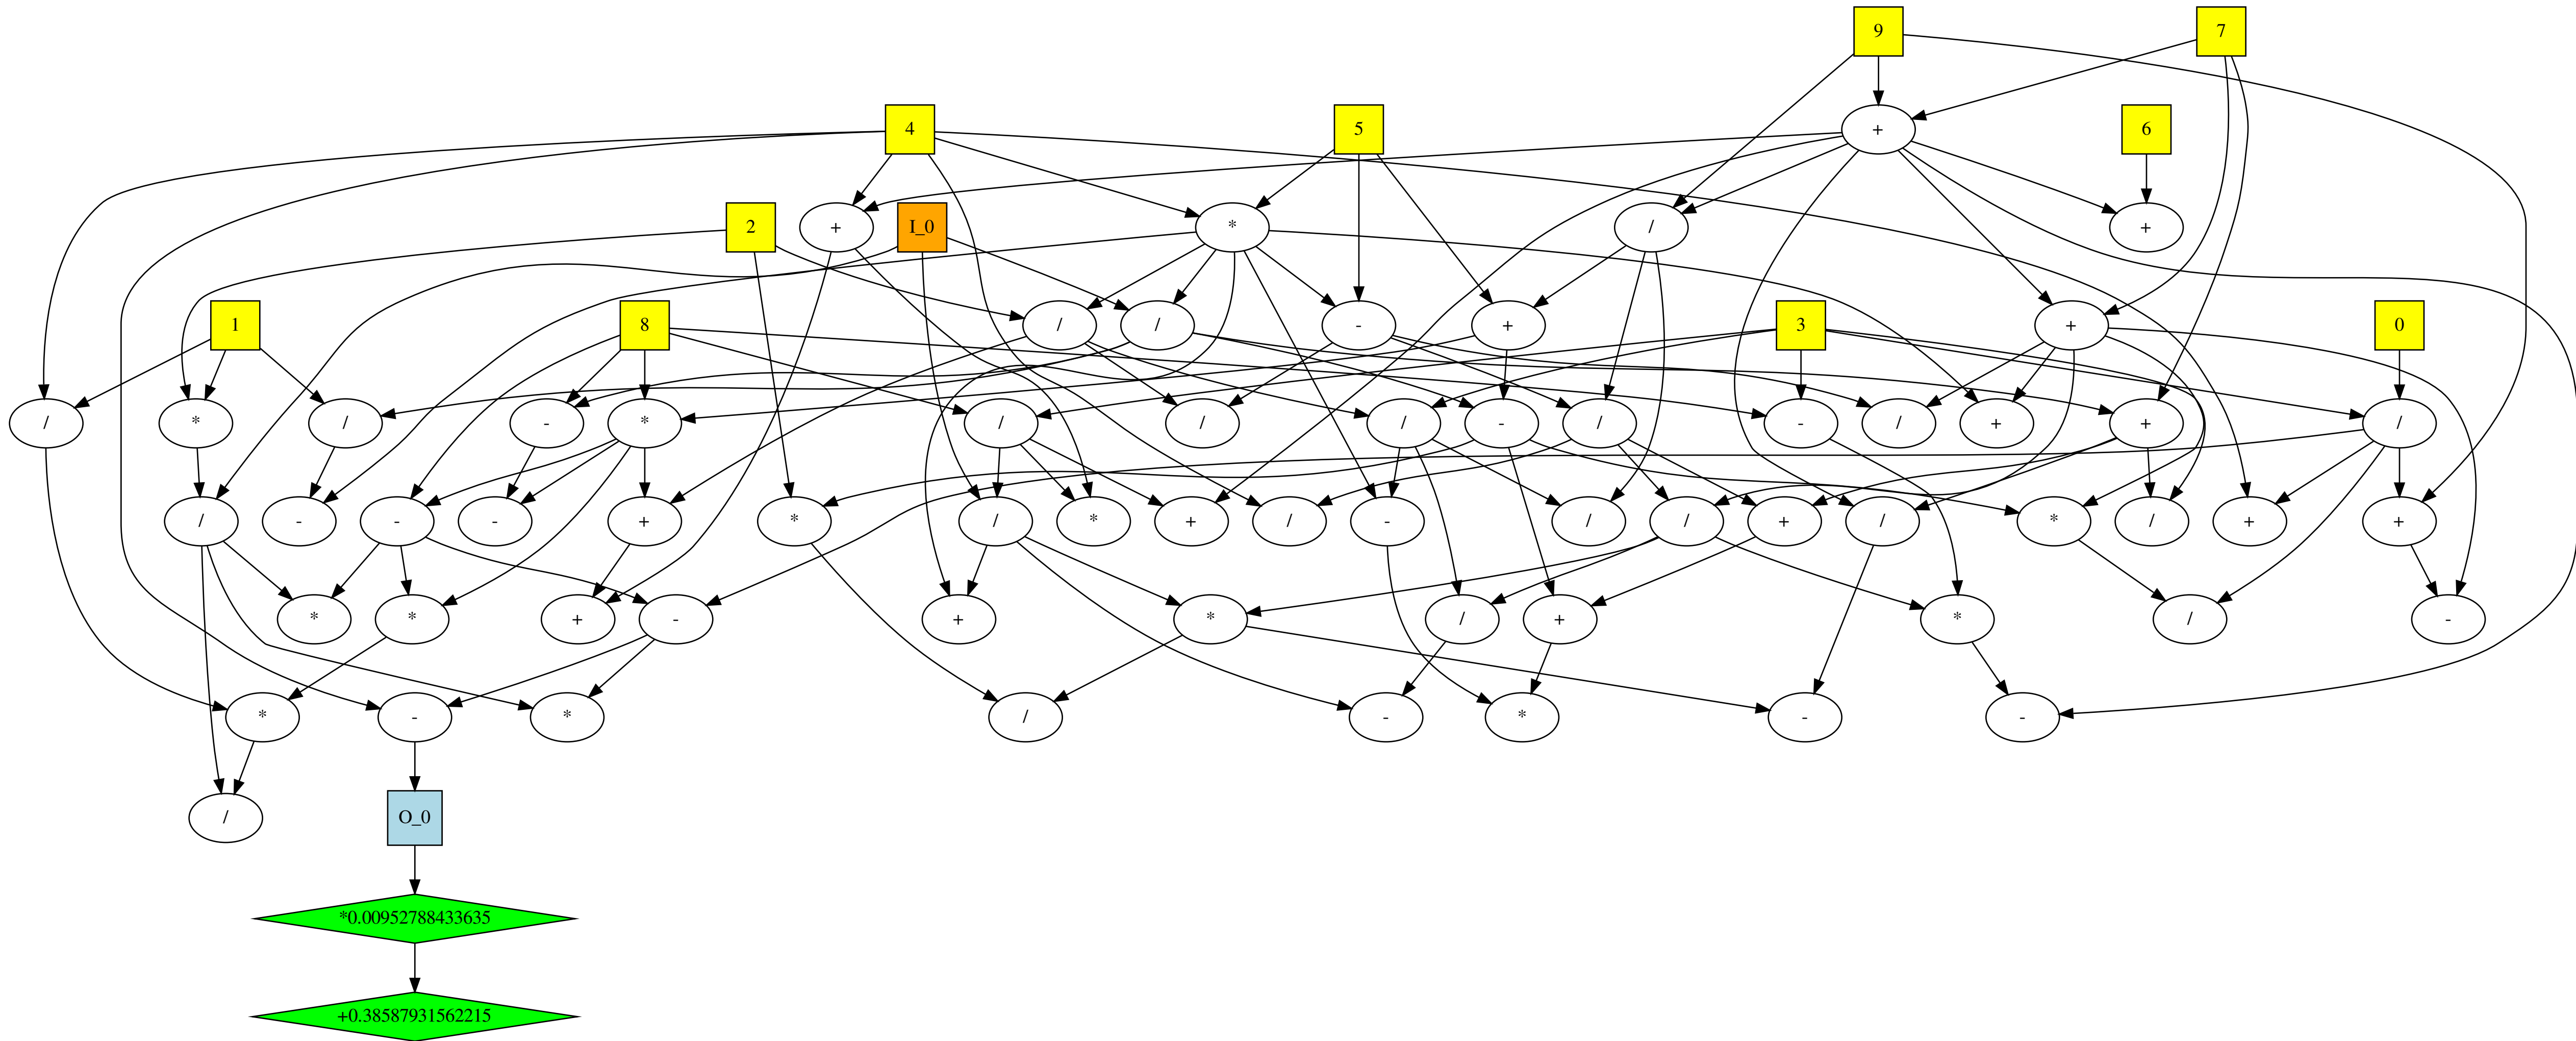 9 7
4 5 + 6
2 + I_0 * / +
1 8 / / - + 3 + 0
/ * / - * / / / - / - / + + /
/ - - - + * / * + / - / / + / * / + +
* * + - + * / + * / -
* - * / - * - -
/ O_0
*0.00952788433635
+0.38587931562215